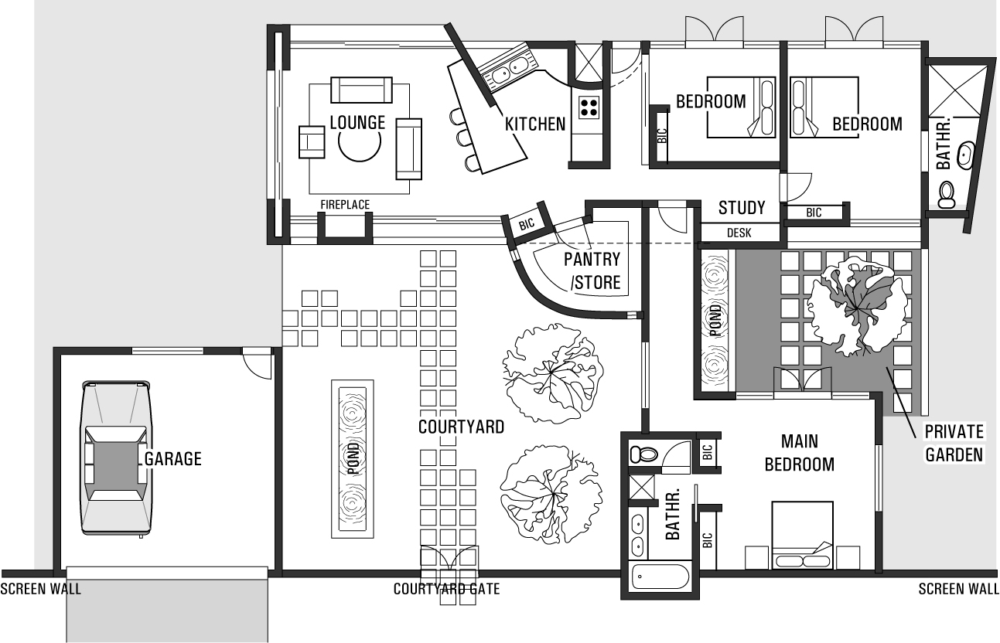 BEDROOM
LOUNGE
KITCHEN
BEDROOM
BATHR.
BIC
FIREPLACE
STUDY
BIC
BIC
DESK
PANTRY
/STORE
POND
COURTYARD
PRIVATE
GARDEN
MAIN
BEDROOM
GARAGE
POND
BIC
BATHR.
BIC
SCREEN WALL
COURTYARD GATE
SCREEN WALL